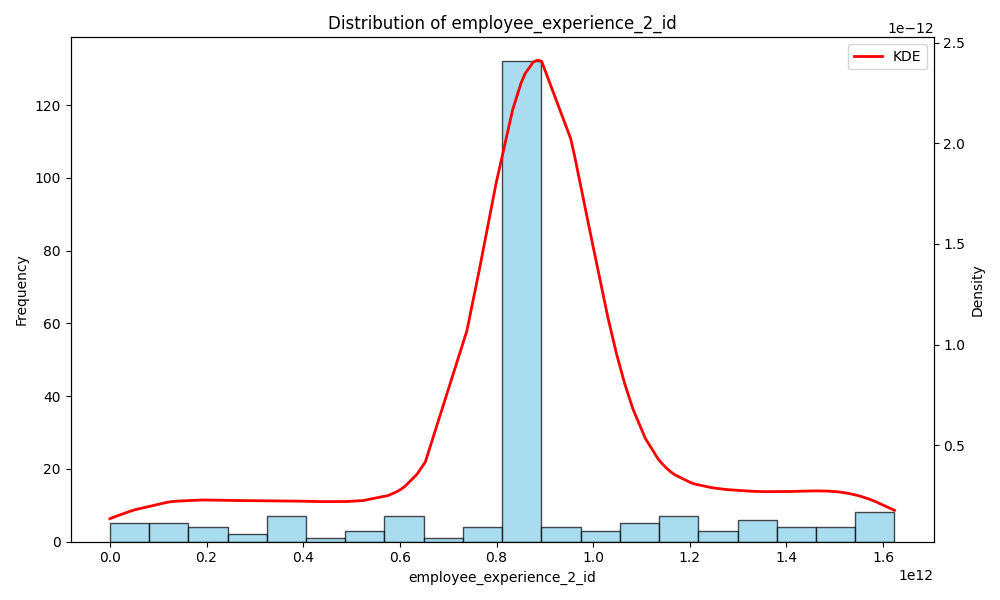 Distribution of employee_experience_2_id
1e−12
KDE
Frequency
0
20
40
60
80
100
120
Density
0.5
1.0
1.5
2.0
2.5
0.0 0.2 0.4 0.6 0.8 1.0 1.2 1.4 1.6
1e12
employee_experience_2_id